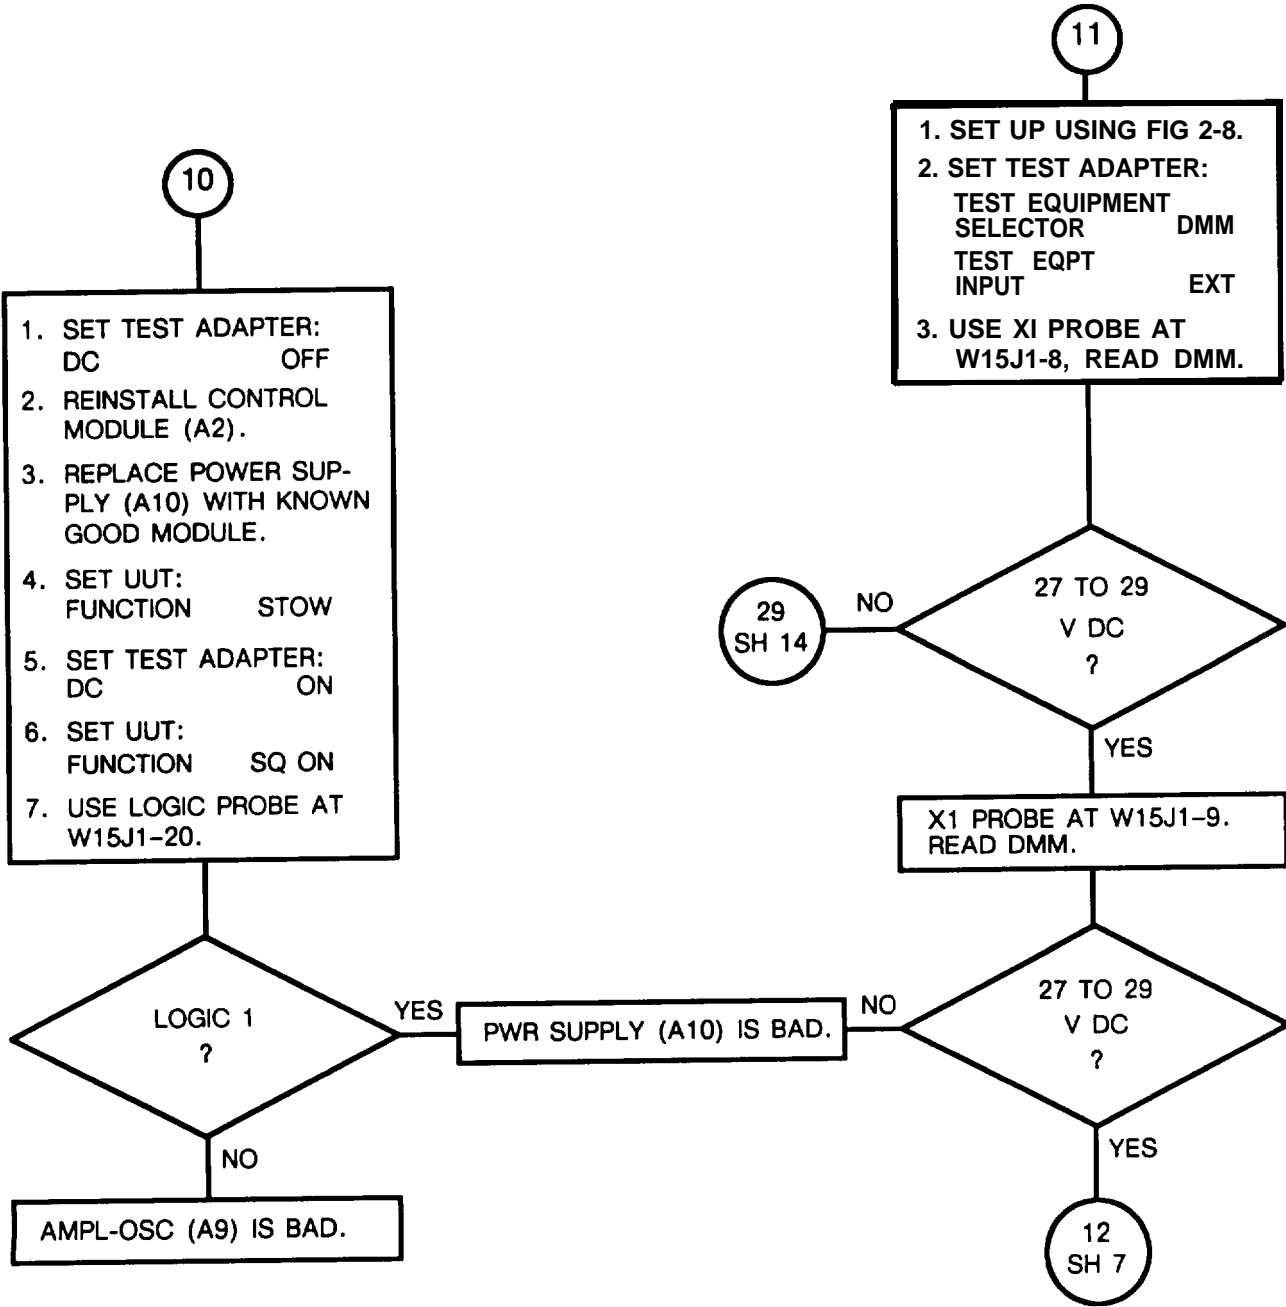 10
1. SET TEST ADAPTER:
DC OFF
2. REINSTALL CONTROL
MODULE (A2).
3. REPLACE POWER SUP-
PLY (A10) WITH KNOWN
GOOD MODULE.
4. SET UUT:
FUNCTION STOW
5. SET TEST ADAPTER:
DC ON
6. SET UUT:
FUNCTION SQ ON
7. USE LOGIC PROBE AT
W15J1-20.
LOGIC 1
?
YES
NO
AMPL-OSC (A9) IS BAD.
PWR SUPPLY (A10) IS BAD.
11
1. SET UP USING FIG 2-8.
2. SET TEST ADAPTER:
TEST EQUIPMENT
SELECTOR DMM
TEST EQPT
INPUT EXT
3. USE XI PROBE AT
W15J1-8, READ DMM.
27 TO 29
V DC
?
NO
29
SH 14
YES
X1 PROBE AT W15J1-9.
READ DMM.
27 TO 29
V DC
?
NO
YES
12
SH 7